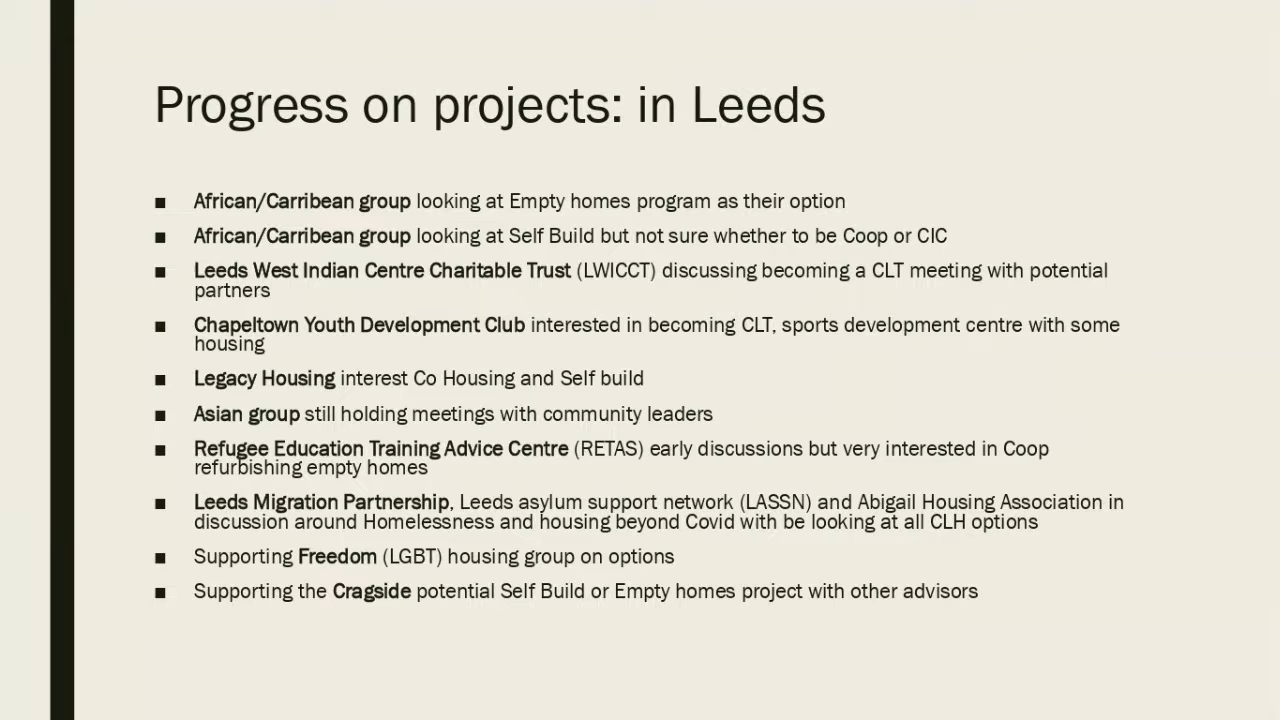 Progress on projects: in Leeds
■ African/Carribean group looking at Empty homes program as their option
■ African/Carribean group looking at Self Build but not sure whether to be Coop or CIC
■ Leeds West Indian Centre Charitable Trust (LWICCT) discussing becoming a CLT meeting with potential
partners
■ Chapeltown Youth Development Club interested in becoming CLT, sports development centre with some
housing
■ Legacy Housing interest Co Housing and Self build
■ Asian group still holding meetings with community leaders
■ Refugee Education Training Advice Centre (RETAS) early discussions but very interested in Coop
refurbishing empty homes
■ Leeds Migration Partnership, Leeds asylum support network (LASSN) and Abigail Housing Association in
discussion around Homelessness and housing beyond Covid with be looking at all CLH options
■ Supporting Freedom (LGBT) housing group on options
■ Supporting the Cragside potential Self Build or Empty homes project with other advisors